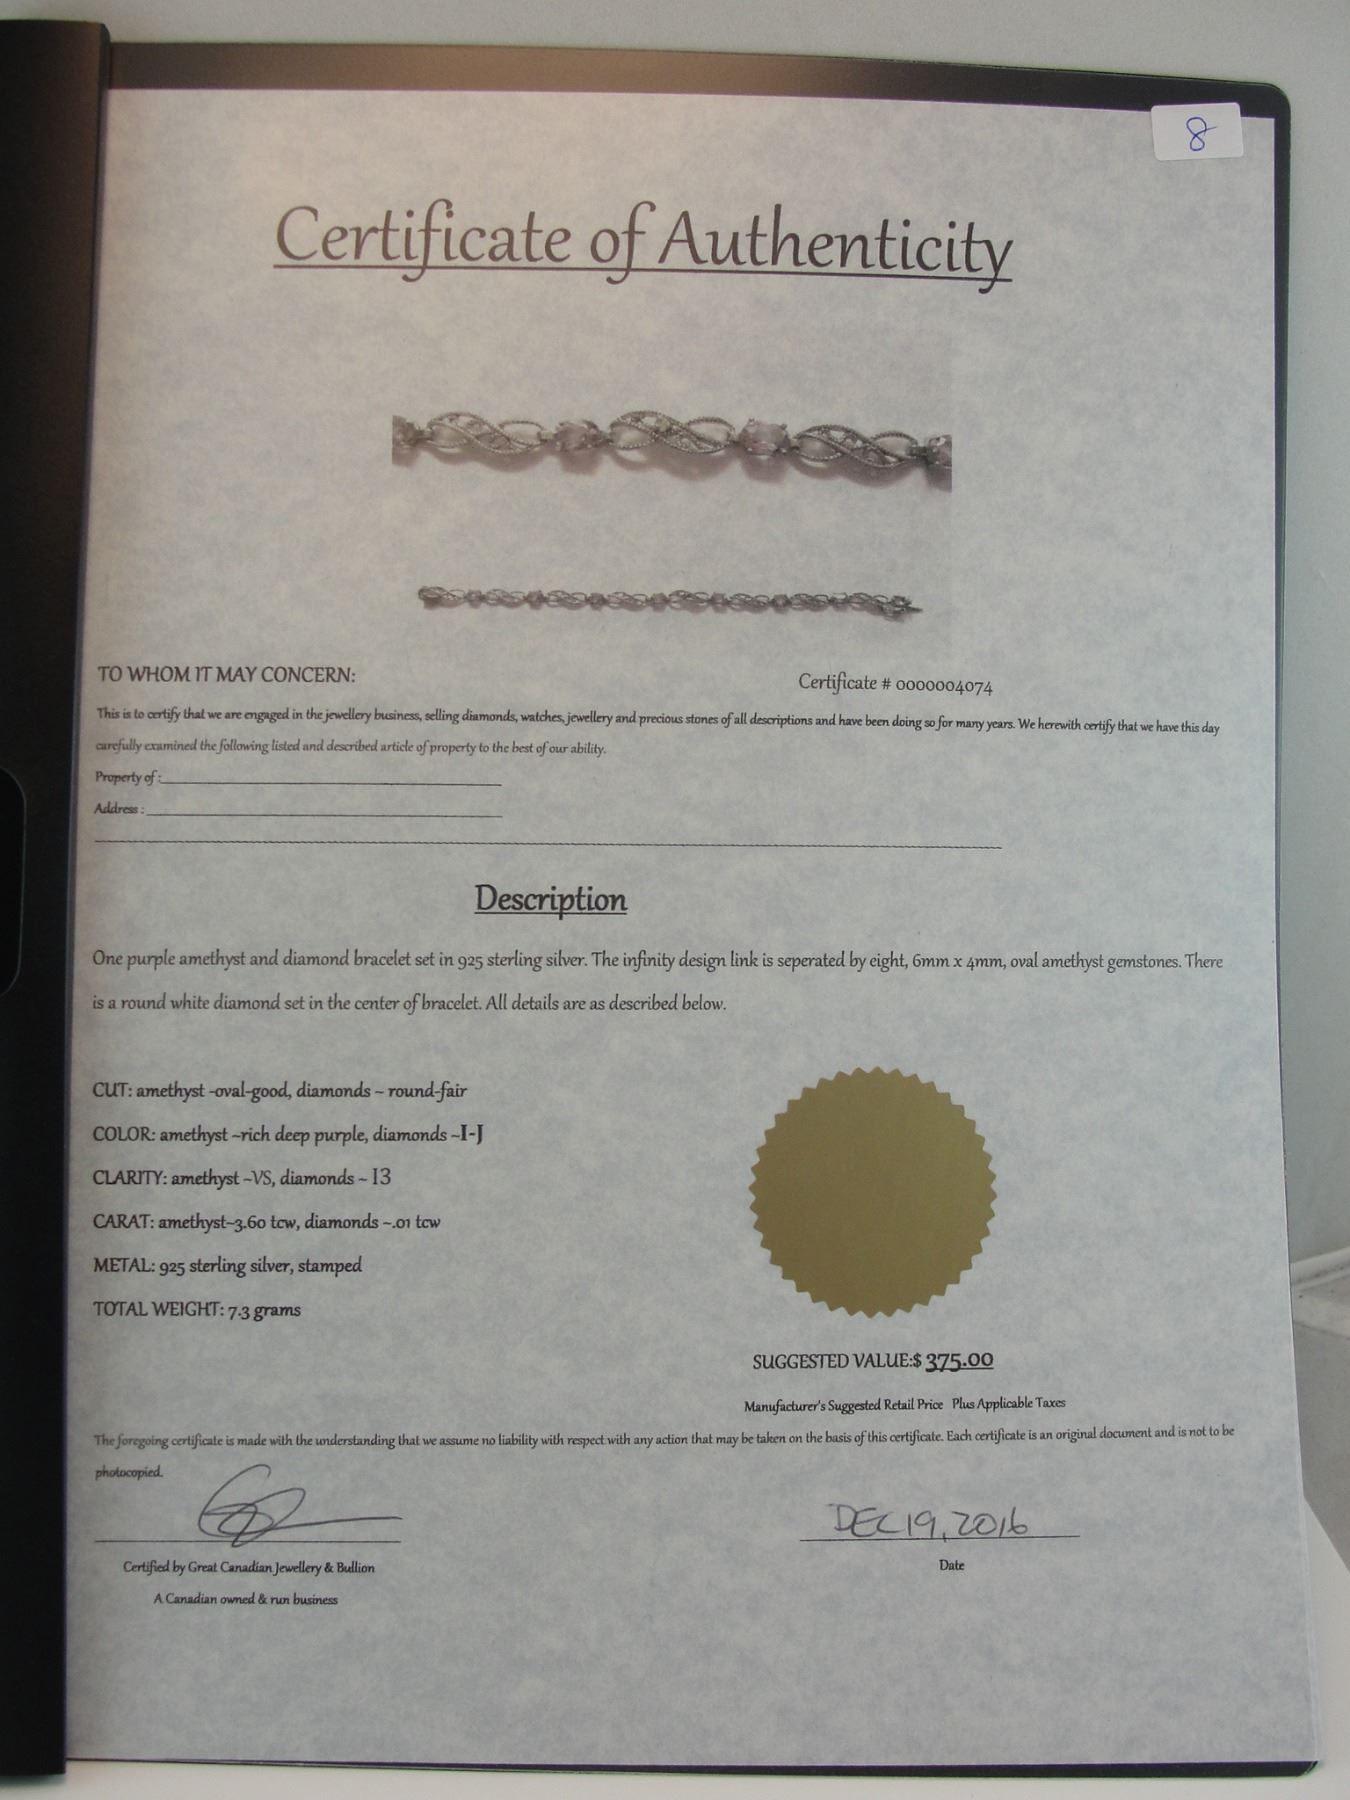 8
Certificate of Authenticity
TO WHOM IT MAY CONCERN:
Certificate # 0000004074
This is to certify that we are engaged in the jewellery business, selling diamonds, watches, jewellery and precious stones of all descriptions and have been doing so for many years. We herewith certify that we have this day
carefully examined the following listed and described article of property to the best of our ability.
Property of:
Address :
Description
One purple amethyst and diamond bracelet set in 925 sterling silver. The infinity design link is seperated by eight, 6mm x 4mm, oval amethyst gemstones. There
is a round white diamond set in the center of bracelet. All details are as described below.
CUT: amethyst -oval-good, diamonds ~ round-fair
COLOR: amethyst ~rich deep purple, diamonds ~I-J
CLARITY: amethyst ~VS, diamonds ~ I3
CARAT: amethyst~3.60 tcw, diamonds ~.01 tcw
METAL: 925 sterling silver, stamped
TOTAL WEIGHT: 7.3 grams
SUGGESTED VALUE:$ 375.00
Manufacturer's Suggested Retail Price Plus Applicable Taxes
The foregoing certificate is made with the understanding that we assume no liability with respect with any action that may be taken on the basis of this certificate. Each certificate is an original document and is not to be
photocopied.
DEC 19, 2016
Certified by Great Canadian Jewellery & Bullion
Date
A Canadian owned & run business